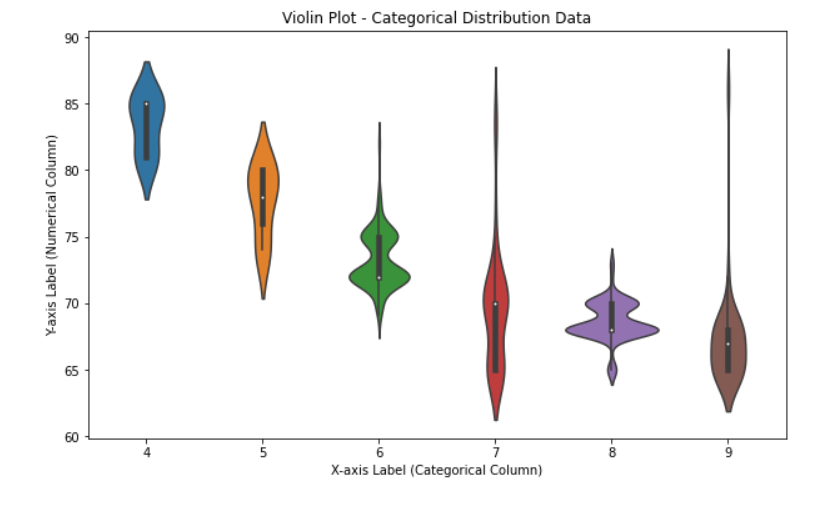 Violin Plot - Categorical Distribution Data
90
85
80
75
70
65
60
Y-axis Label (Numerical Column)
4 5 6 7 8 9
X-axis Label (Categorical Column)